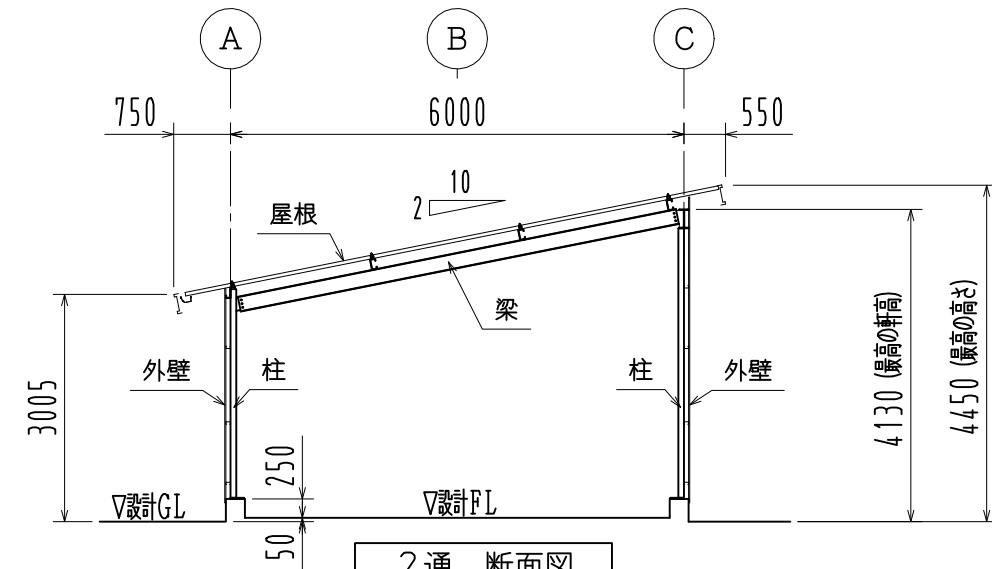 A B C
750 6000 550
10
2
屋根
梁
外壁 柱 柱 外壁
3005
4130 (最高の軒高)
4450 (最高の高さ)
250
▽設計GL ▽設計FL
50
2通 断面図